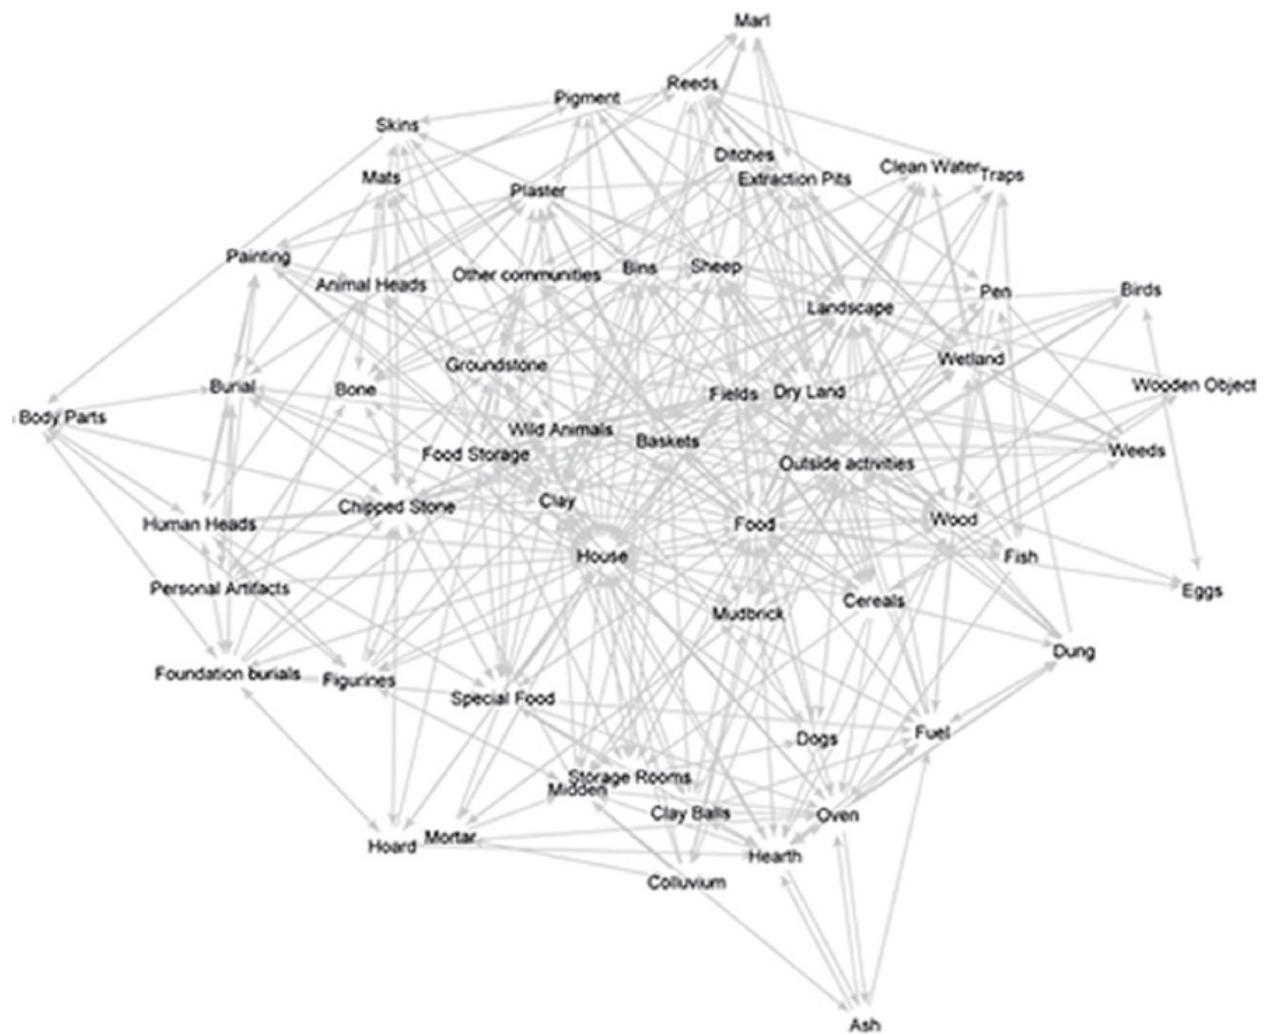 Marl
Reeds
Pigment
Skins
Ditches
Clean Water
Traps
Mats
Extraction Pits
Plaster
Painting
Animal Heads
Other communities
Bins
Sheep
Pen
Birds
Landscape
Wetland
Groundstone
Burial
Bone
Fields
Dry Land
Wooden Object
Body Parts
Wild Animals
Baskets
Weeds
Food Storage
Outside activities
Chipped Stone
Clay
Human Heads
Food
Wood
House
Fish
Personal Artifacts
Eggs
Mudbrick
Cereals
Dung
Foundation burials
Figurines
Special Food
Dogs
Fuel
Storage Rooms
Midden
Clay Balls
Oven
Hoard
Mortar
Hearth
Colluvium
Ash